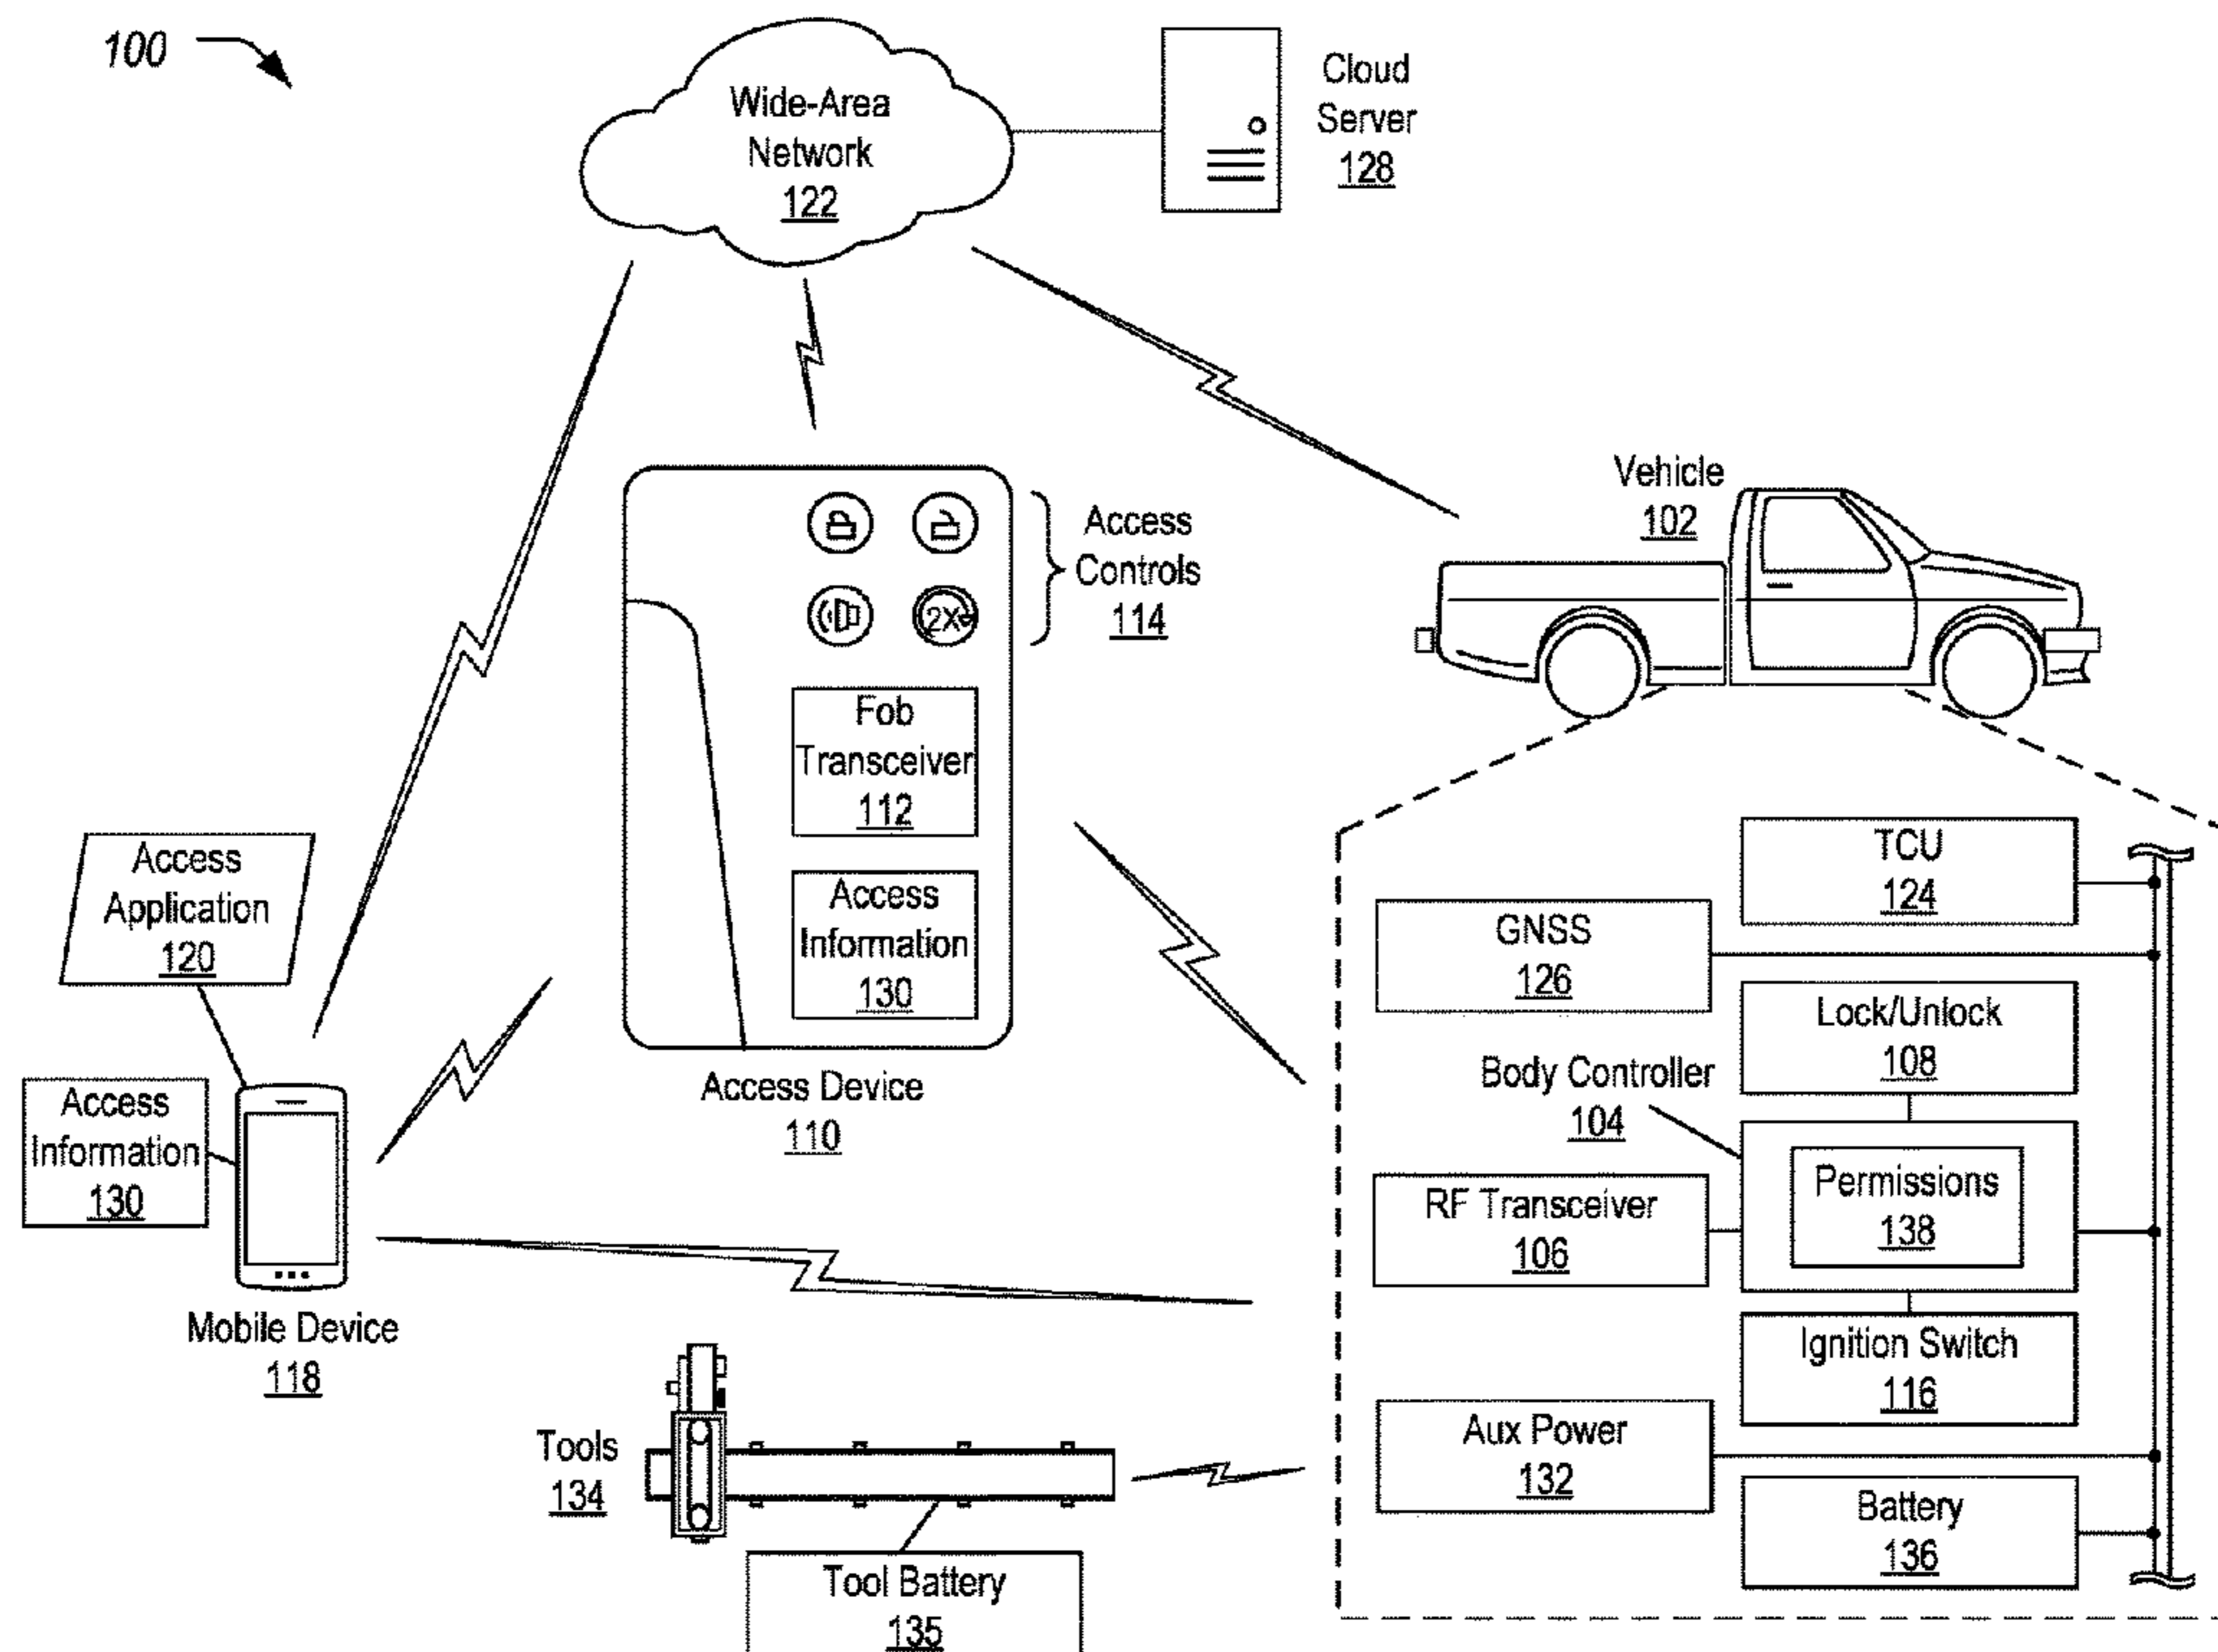 100
Wide-Area
Network
122
Cloud
Server
128
Access
Controls
114
2X
Vehicle
102
Fob
Transceiver
112
Access
Information
130
Access Device
110
Access
Application
120
Access
Information
130
Mobile Device
118
Tools
134
Tool Battery
135
TCU
124
GNSS
126
Lock/Unlock
108
Body Controller
104
Permissions
138
RF Transceiver
106
Ignition Switch
116
Aux Power
132
Battery
136